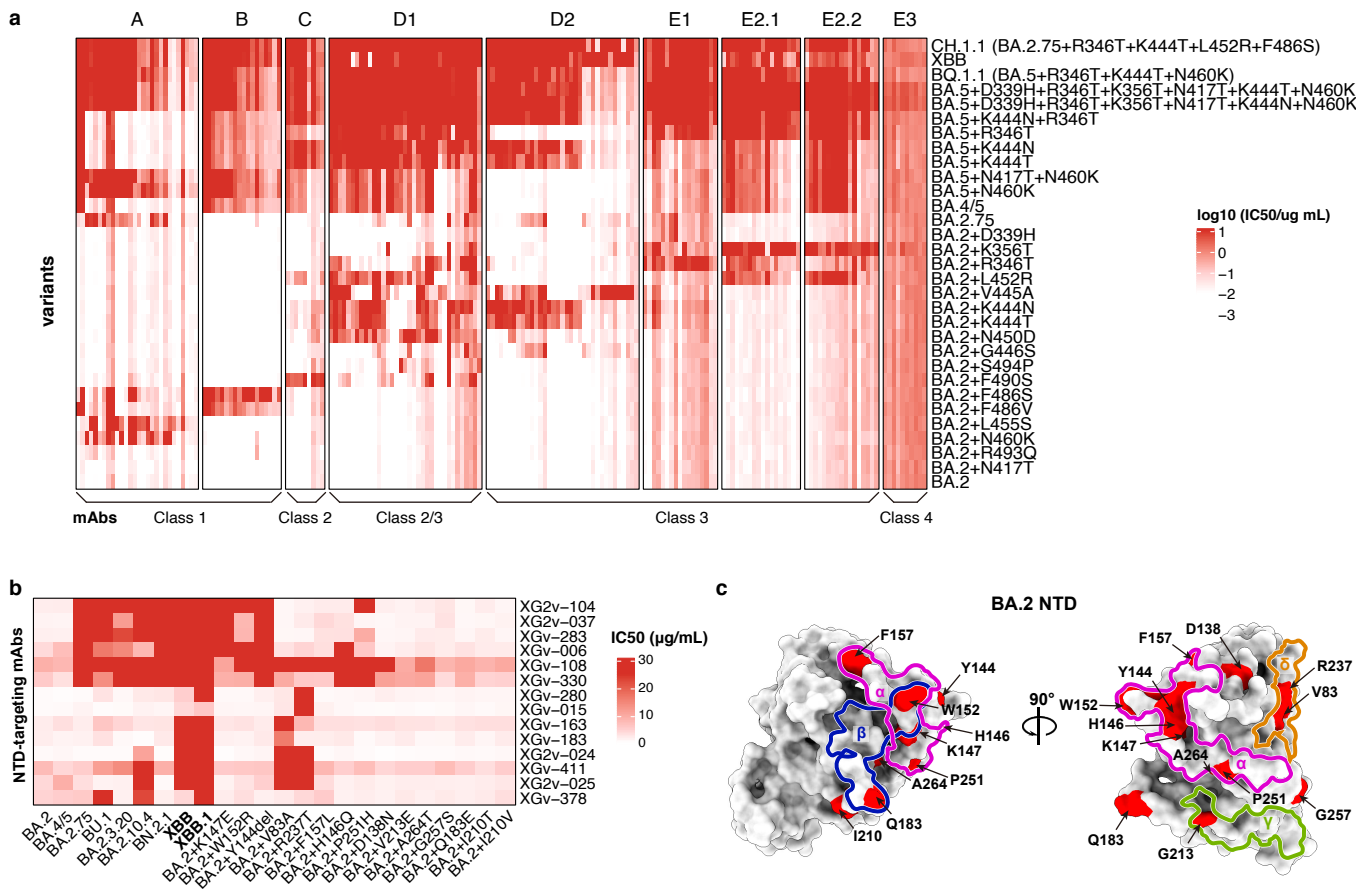 a
A B C D1 D2 E1 E2.1 E2.2 E3
variants
CH.1.1 (BA.2.75+R346T+K444T+L452R+F486S)
XBB
BQ.1.1 (BA.5+R346T+K444T+N460K)
BA.5+D339H+R346T+K356T+N417T+K444T+N460K
BA.5+D339H+R346T+K356T+N417T+K444N+N460K
BA.5+K444N+R346T
BA.5+R346T
BA.5+K444N
BA.5+K444T
BA.5+N417T+N460K
BA.5+N460K
BA.4/5
BA.2.75
BA.2+D339H
BA.2+K356T
BA.2+R346T
BA.2+L452R
BA.2+V445A
BA.2+K444N
BA.2+K444T
BA.2+N450D
BA.2+G446S
BA.2+S494P
BA.2+F490S
BA.2+F486S
BA.2+F486V
BA.2+L455S
BA.2+N460K
BA.2+R493Q
BA.2+N417T
BA.2
log10 (IC50/ug mL)
1
0
−1
−2
−3
mAbs Class 1 Class 2 Class 2/3 Class 3 Class 4
b
NTD-targeting mAbs
XG2v−104
XG2v−037
XGv−283
XGv−006
XGv−108
XGv−330
XGv−280
XGv−015
XGv−163
XGv−183
XG2v−024
XGv−411
XG2v−025
XGv−378
IC50 (µg/mL)
30
20
10
0
BA.2
BA.4/5
BA.2.75
BU.1
BA.2.3.20
BA.2.10.4
BN.2.1
XBB
XBB.1
BA.2+K147E
BA.2+W152R
BA.2+Y144del
BA.2+V83A
BA.2+R237T
BA.2+F157L
BA.2+H146Q
BA.2+P251H
BA.2+D138N
BA.2+V213E
BA.2+A264T
BA.2+G257S
BA.2+Q183E
BA.2+I210T
BA.2+I210V
c
BA.2 NTD
F157
Y144
α
W152
β
H146
K147
P251
A264
Q183
I210
90°
D138
F157
δ
R237
Y144
V83
W152
H146
K147
A264
α
P251
G257
Q183
γ
G213